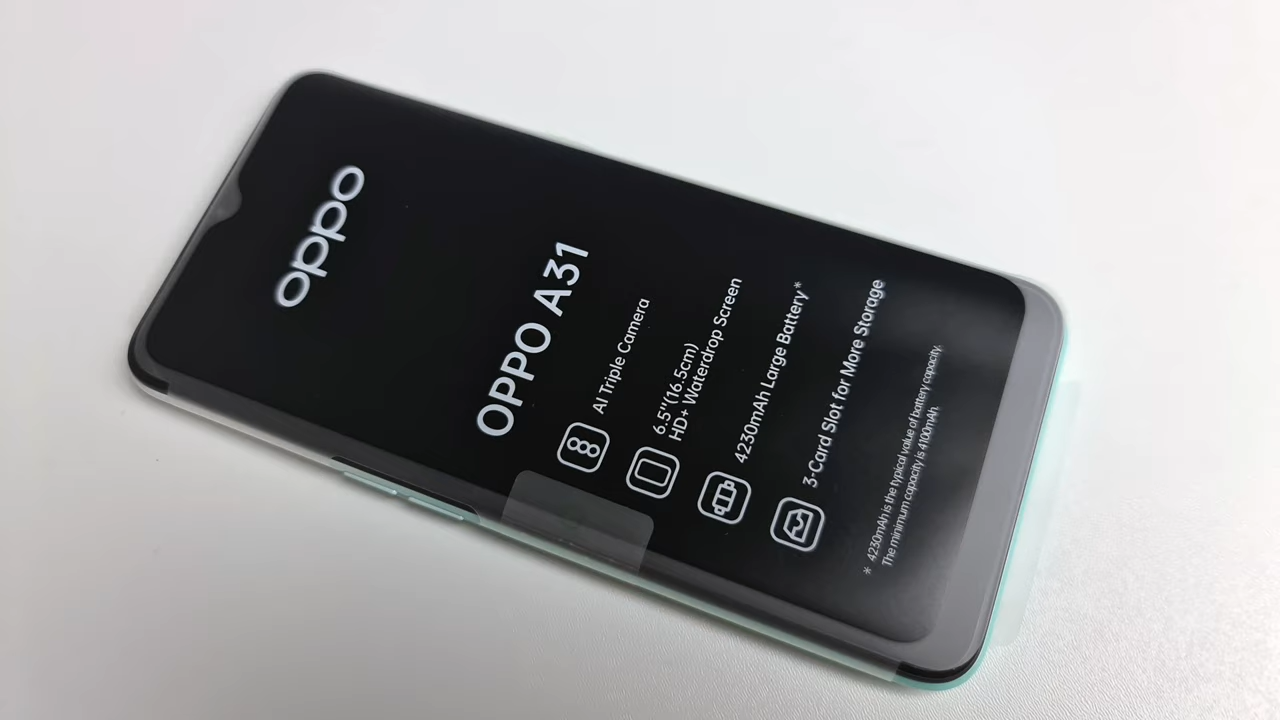 oppo
OPPO A31
AI Triple Camera
6.5"(16.5cm)
HD+ Waterdrop Screen
4230mAh Large Battery*
3-Card Slot for More Storage
* 4230mAh is the typical value of battery capacity.
The minimum capacity is 4100mAh.